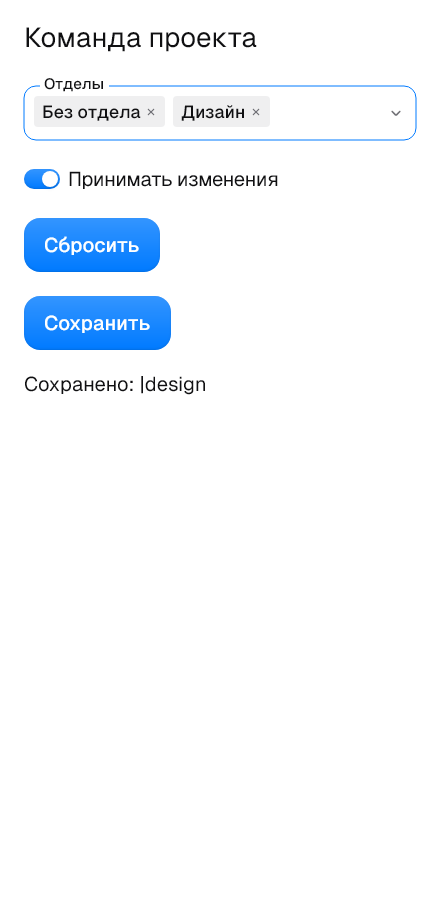 Команда проекта
Отделы
Без отдела × Дизайн ×
Принимать изменения
Сбросить
Сохранить
Сохранено: |design